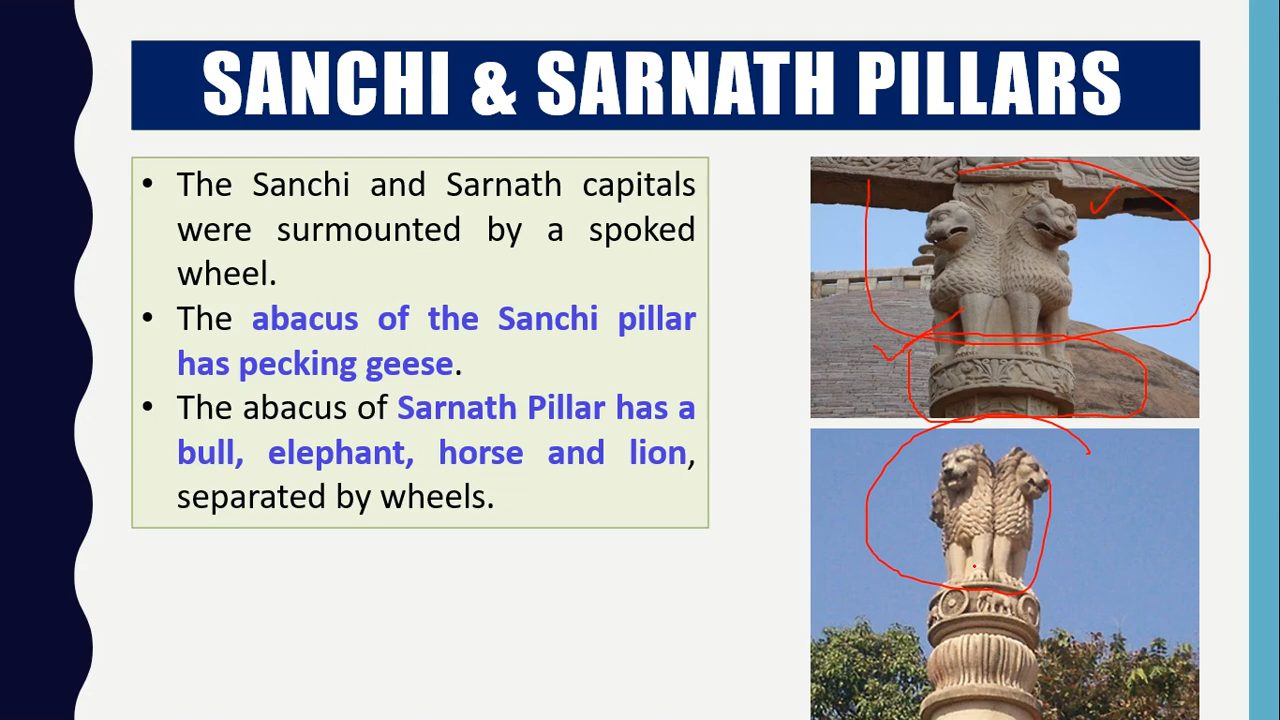 SANCHI & SARNATH PILLARS
• The Sanchi and Sarnath capitals
were surmounted by a spoked
wheel.
• The abacus of the Sanchi pillar
has pecking geese.
• The abacus of Sarnath Pillar has a
bull, elephant, horse and lion,
separated by wheels.